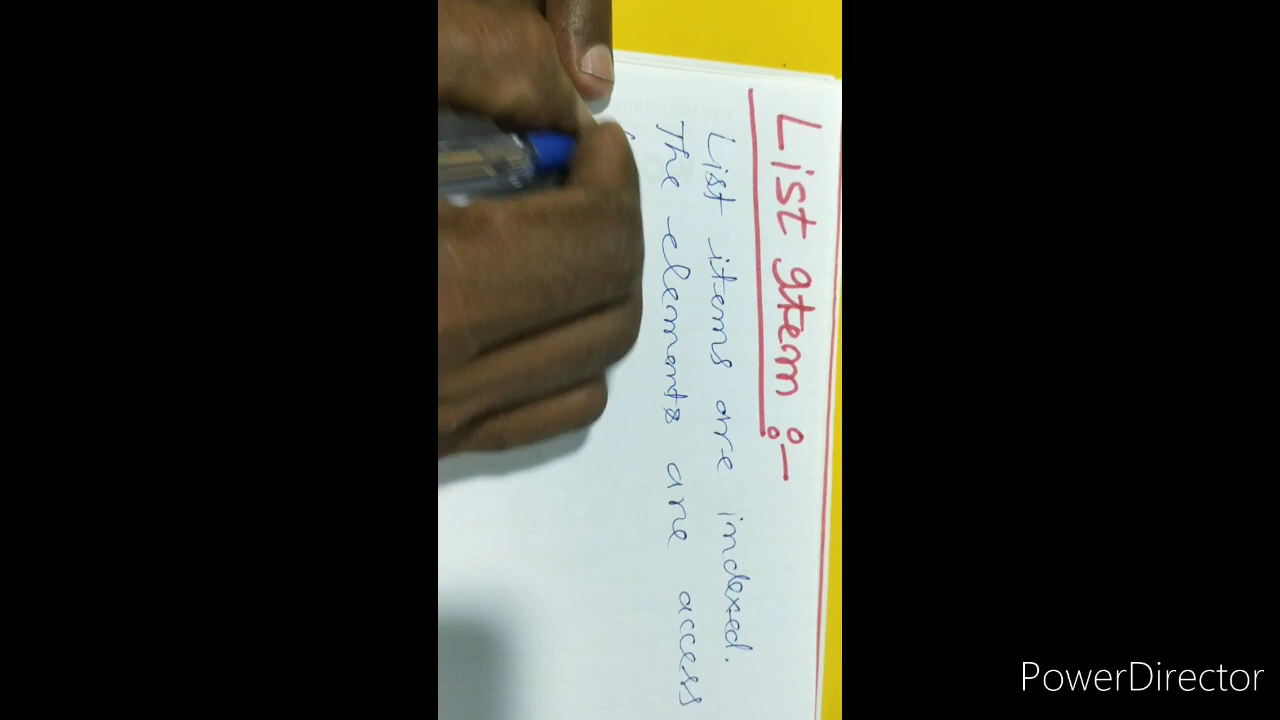 List Item :-
List items are indexed.
The elements are access
PowerDirector